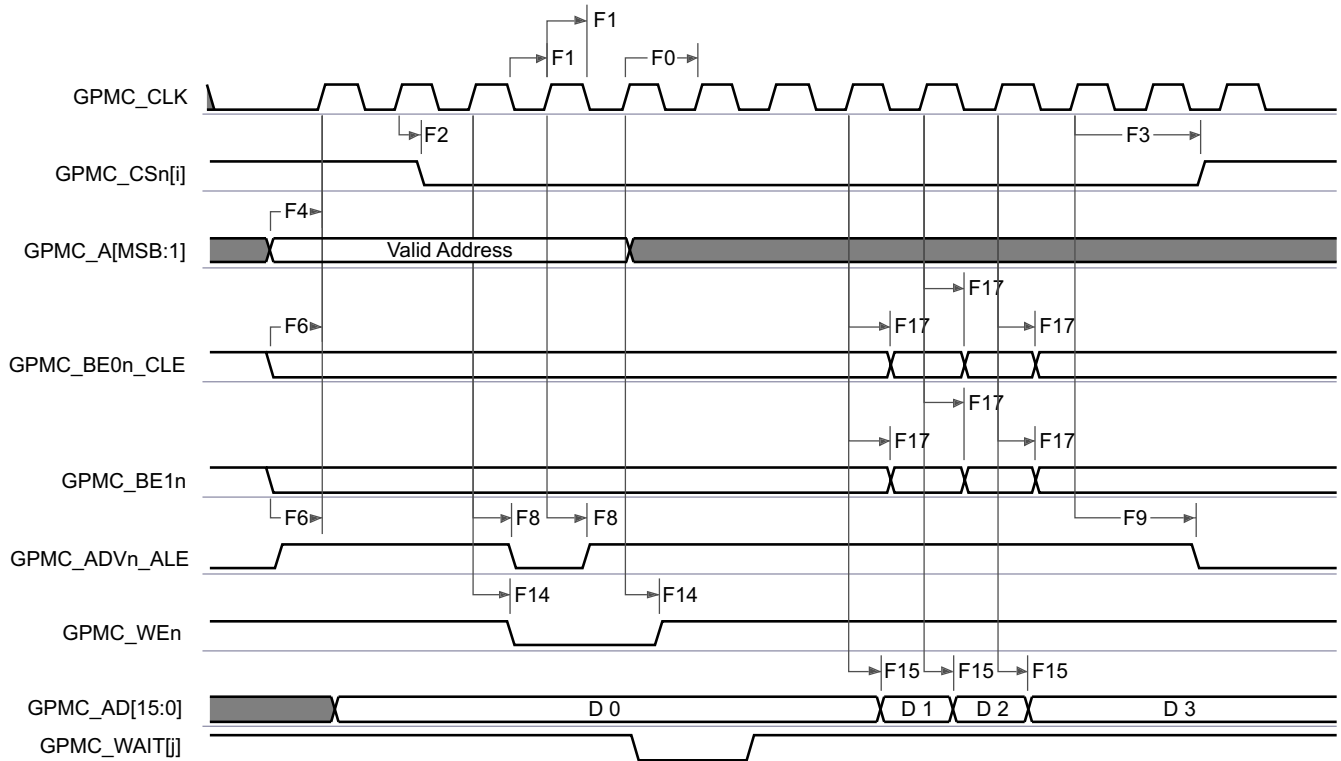 F1
F1
F0
GPMC_CLK
F2
F3
GPMC_CSn[i]
F4
GPMC_A[MSB:1]
Valid Address
F17
F6
F17
F17
GPMC_BE0n_CLE
F17
F17
F17
GPMC_BE1n
F6
F8
F8
F9
GPMC_ADVn_ALE
F14
F14
GPMC_WEn
F15
F15
F15
GPMC_AD[15:0]
D 0
D 1
D 2
D 3
GPMC_WAIT[j]